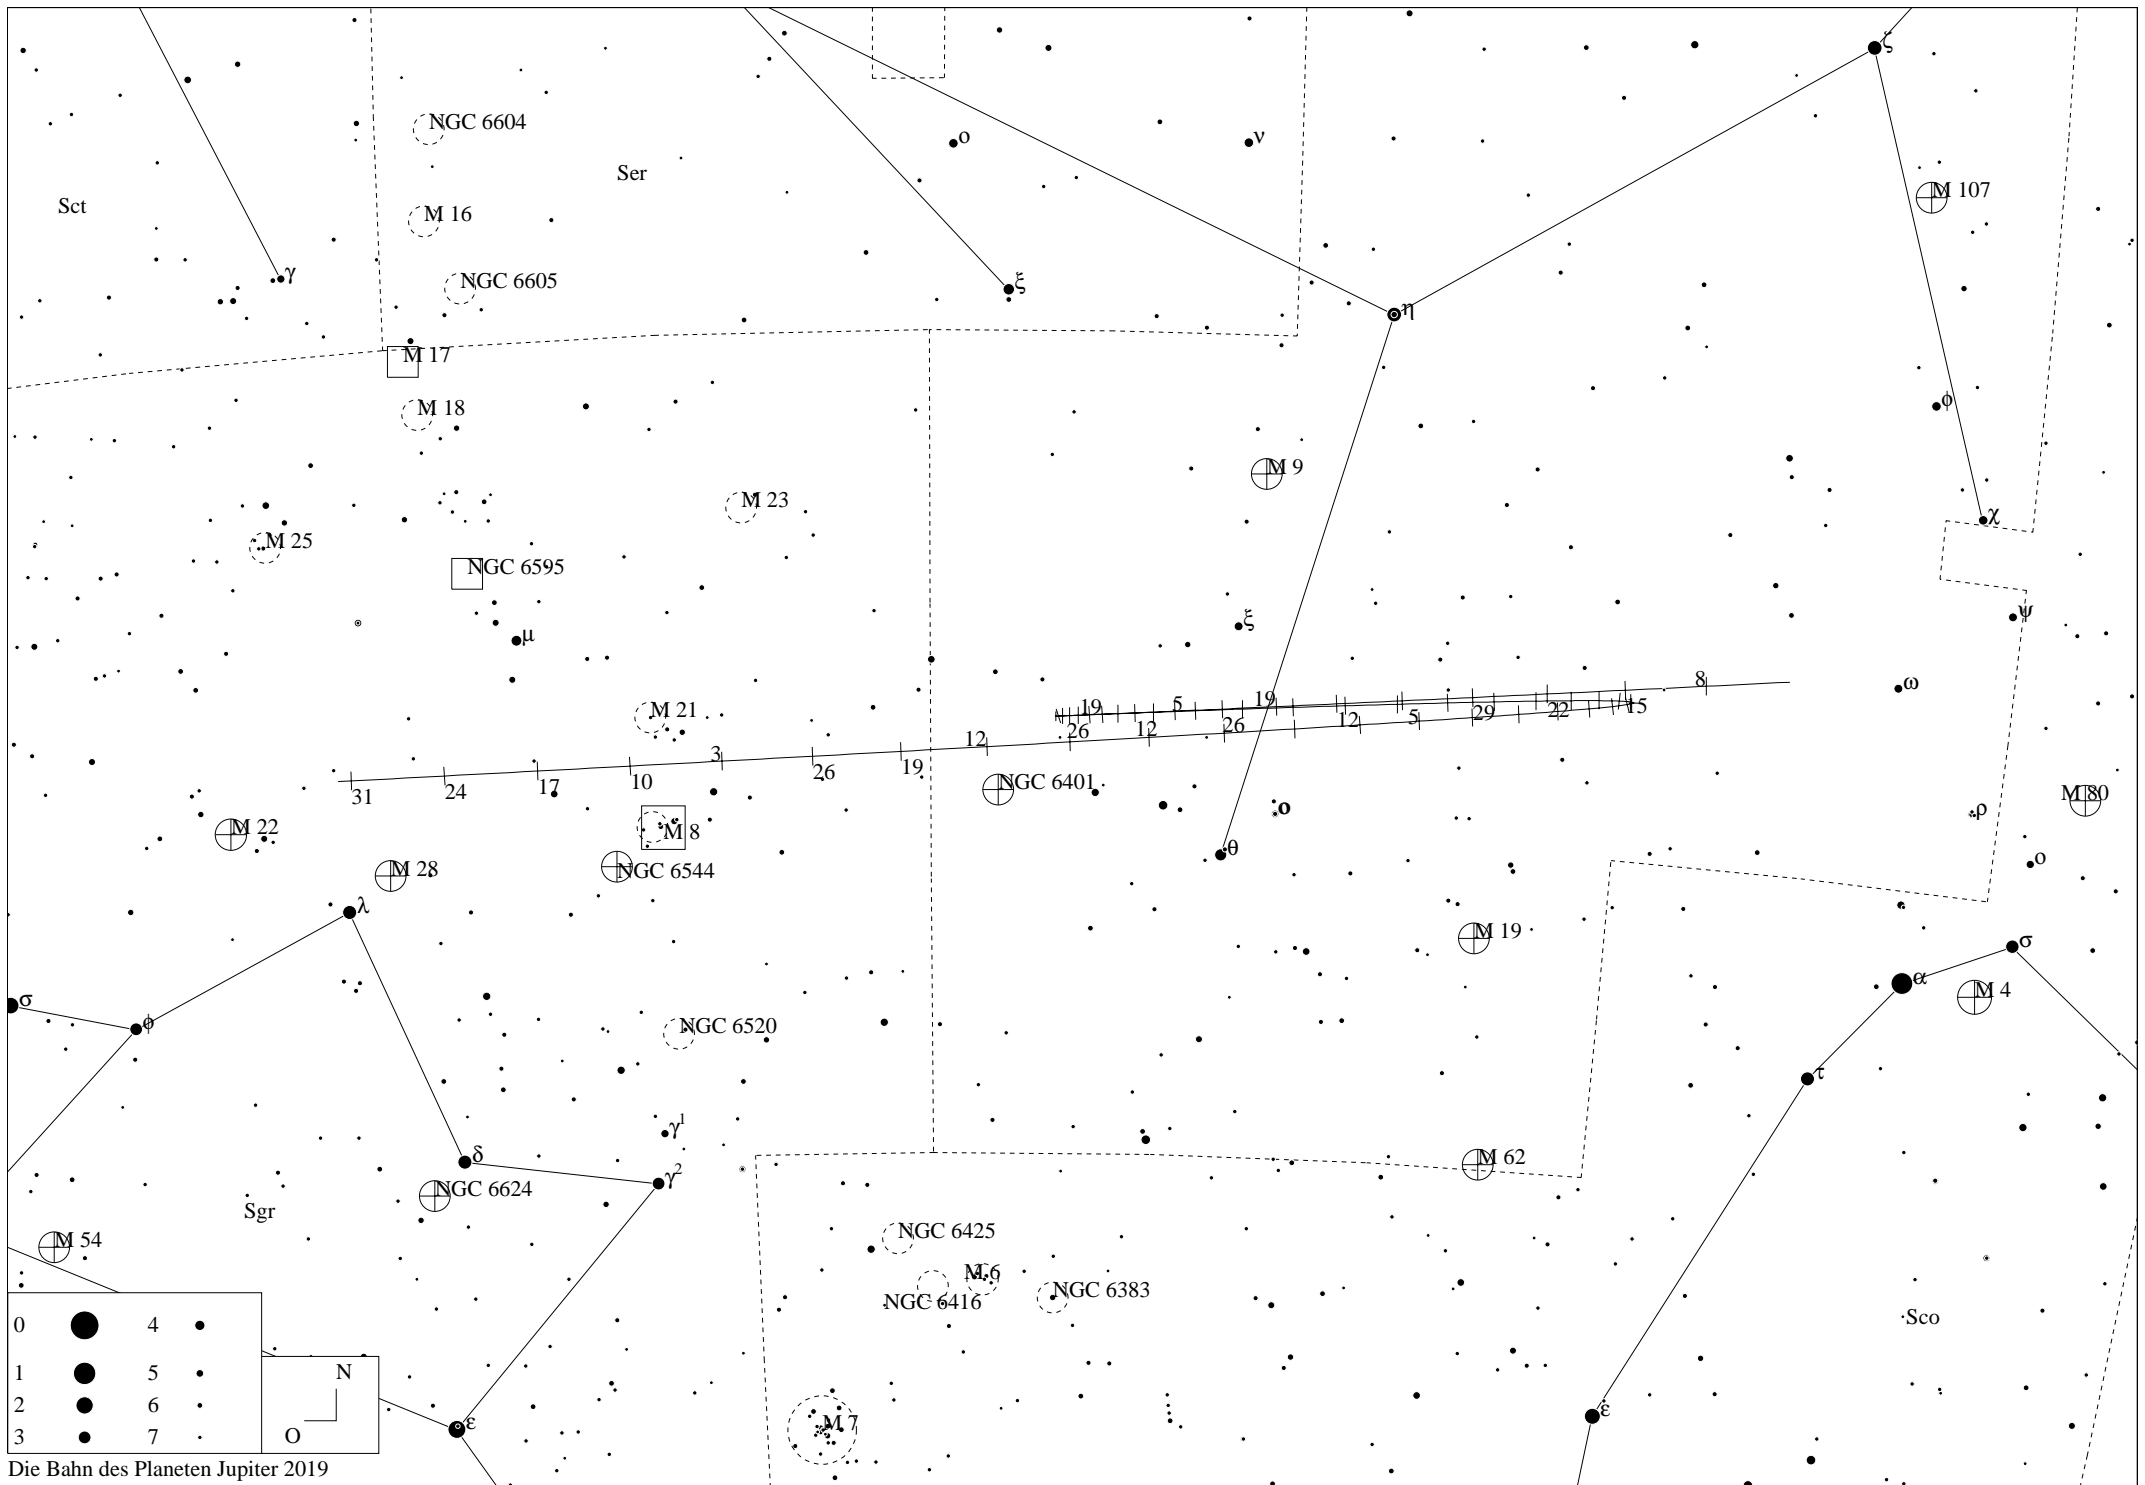 ζ
NGC 6604
ο
ν
Ser
M 107
Sct
M 16
γ
NGC 6605
ξ
η
M 17
M 18
φ
M 9
M 23
M 25
χ
NGC 6595
ξ
ψ
μ
8
ω
M 21
19
5
19
12
5
29
22
15
26
12
26
12
3
19
26
10
17
24
31
NGC 6401
M 80
ο
ρ
M 22
M 8
θ
ο
M 28
NGC 6544
λ
M 19
σ
α
M 4
σ
φ
NGC 6520
τ
γ1
δ
γ2
M 62
NGC 6624
Sgr
NGC 6425
M 54
M 6
NGC 6383
NGC 6416
Sco
0 4
1 5
2 6
3 7
N
O
ε
M 7
ε
Die Bahn des Planeten Jupiter 2019